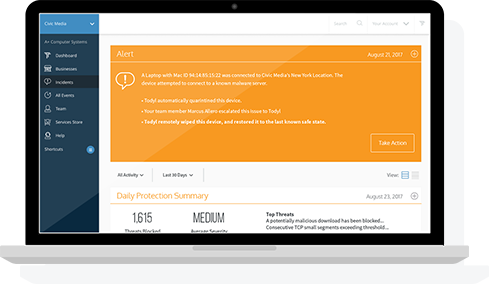 Civic Media
Search
Your Account
A+ Computer Systems
Dashboard
Businesses
Incidents
All Events
Team
Services Store
Help
Shortcuts
Alert
August 21, 2017
A Laptop with Mac ID 94:14:83:15:22 was connected to Civic Media's New York Location. The
device attempted to connect to a known malware server.
• Todyl automatically quarintined this device.
• Your team member Marcus Allero escalated this issue to Todyl
• Todyl remotely wiped this device, and restored it to the last known safe state.
Take Action
All Activity
Last 30 Days
View:
Daily Protection Summary
August 23, 2017
1,615
Threats Blocked
MEDIUM
Average Severity
Top Threats
A potentially malicious download has been blocked...
Consecutive TCP small segments exceeding threshold...